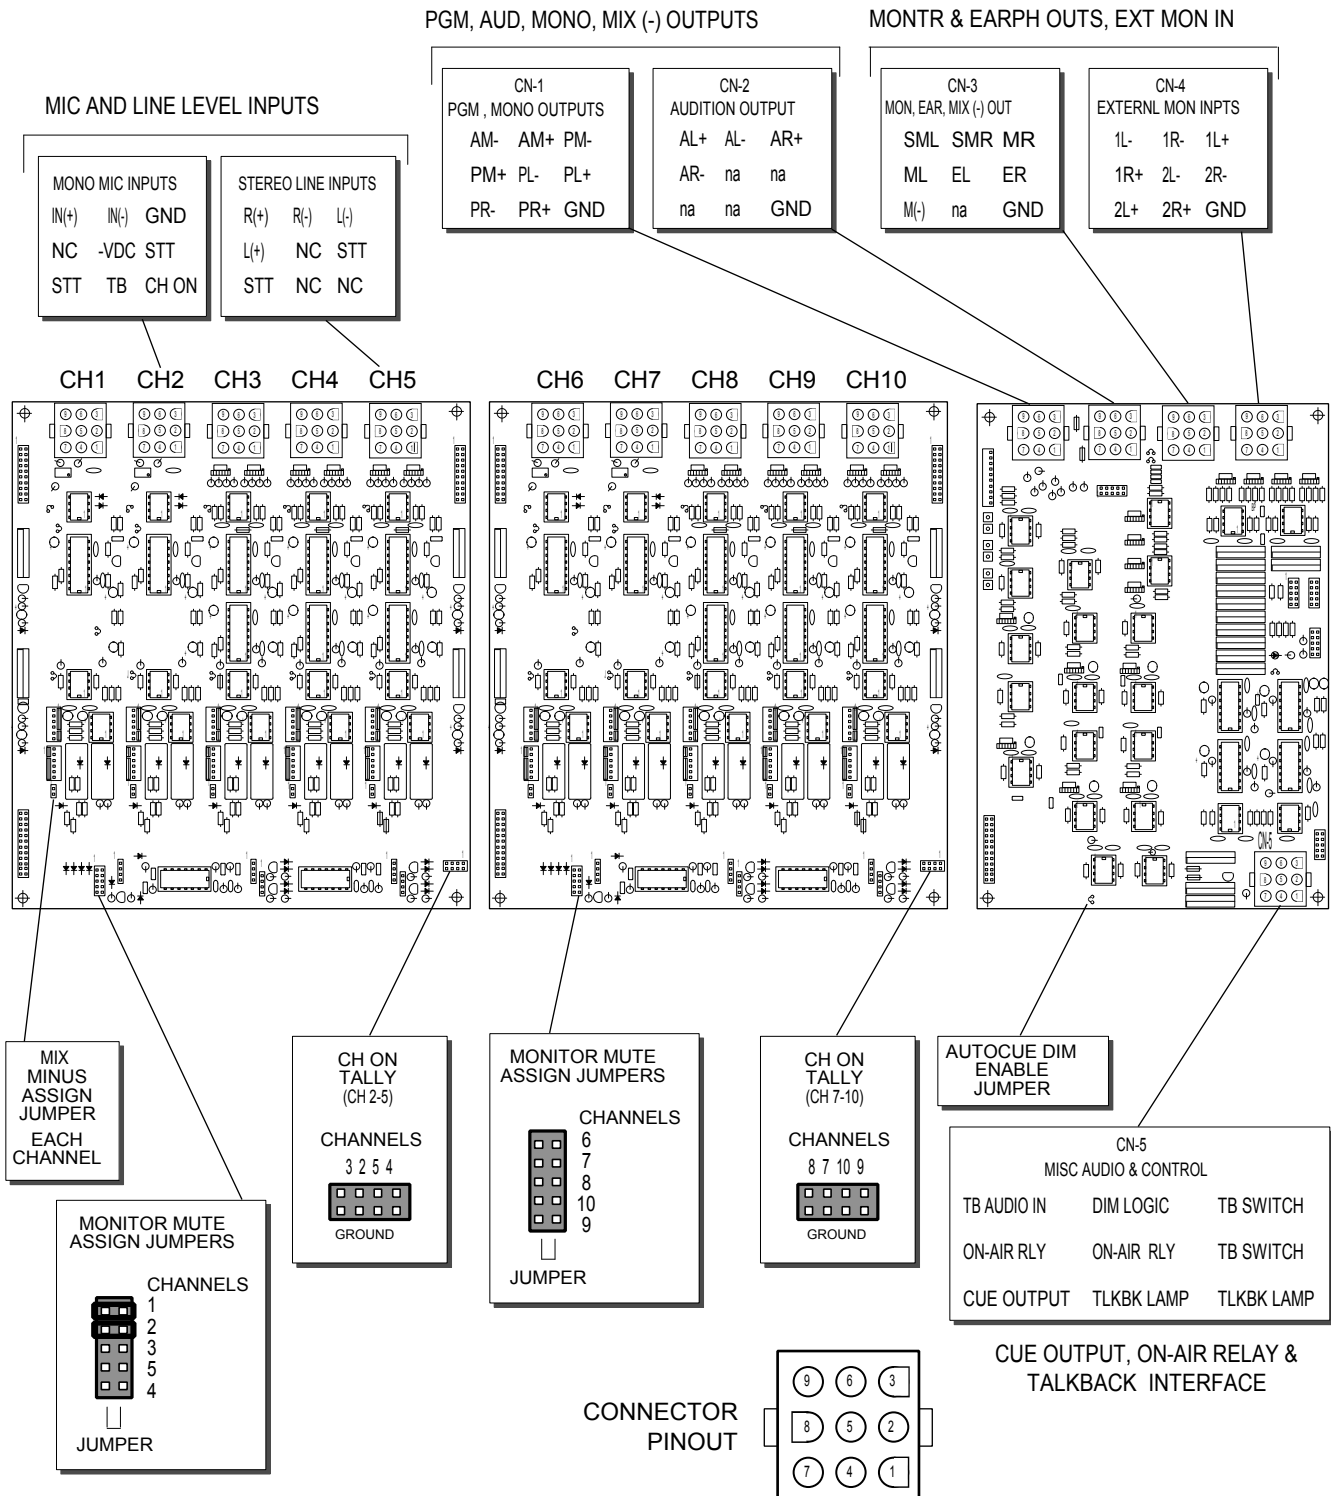 PGM, AUD, MONO, MIX (-) OUTPUTS
MONTR & EARPH OUTS, EXT MON IN
MIC AND LINE LEVEL INPUTS
CN-1
PGM , MONO OUTPUTS
AM- AM+ PM-
PM+ PL- PL+
PR- PR+ GND
CN-2
AUDITION OUTPUT
AL+ AL- AR+
AR- na na
na na GND
CN-3
MON, EAR, MIX (-) OUT
SML SMR MR
ML EL ER
M(-) na GND
CN-4
EXTERNL MON INPTS
1L- 1R- 1L+
1R+ 2L- 2R-
2L+ 2R+ GND
MONO MIC INPUTS
IN(+) IN(-) GND
NC -VDC STT
STT TB CH ON
STEREO LINE INPUTS
R(+) R(-) L(-)
L(+) NC STT
STT NC NC
CH1 CH2 CH3 CH4 CH5
CH6 CH7 CH8 CH9 CH10
CN-5
MIX
MINUS
ASSIGN
JUMPER
EACH
CHANNEL
MONITOR MUTE
ASSIGN JUMPERS
CHANNELS
1
2
3
5
4
JUMPER
CH ON
TALLY
(CH 2-5)
CHANNELS
3 2 5 4
GROUND
MONITOR MUTE
ASSIGN JUMPERS
CHANNELS
6
7
8
10
9
JUMPER
CH ON
TALLY
(CH 7-10)
CHANNELS
8 7 10 9
GROUND
AUTOCUE DIM
ENABLE
JUMPER
CN-5
MISC AUDIO & CONTROL
TB AUDIO IN DIM LOGIC TB SWITCH
ON-AIR RLY ON-AIR RLY TB SWITCH
CUE OUTPUT TLKBK LAMP TLKBK LAMP
CUE OUTPUT, ON-AIR RELAY &
TALKBACK INTERFACE
CONNECTOR
PINOUT
9 6 3
8 5 2
7 4 1